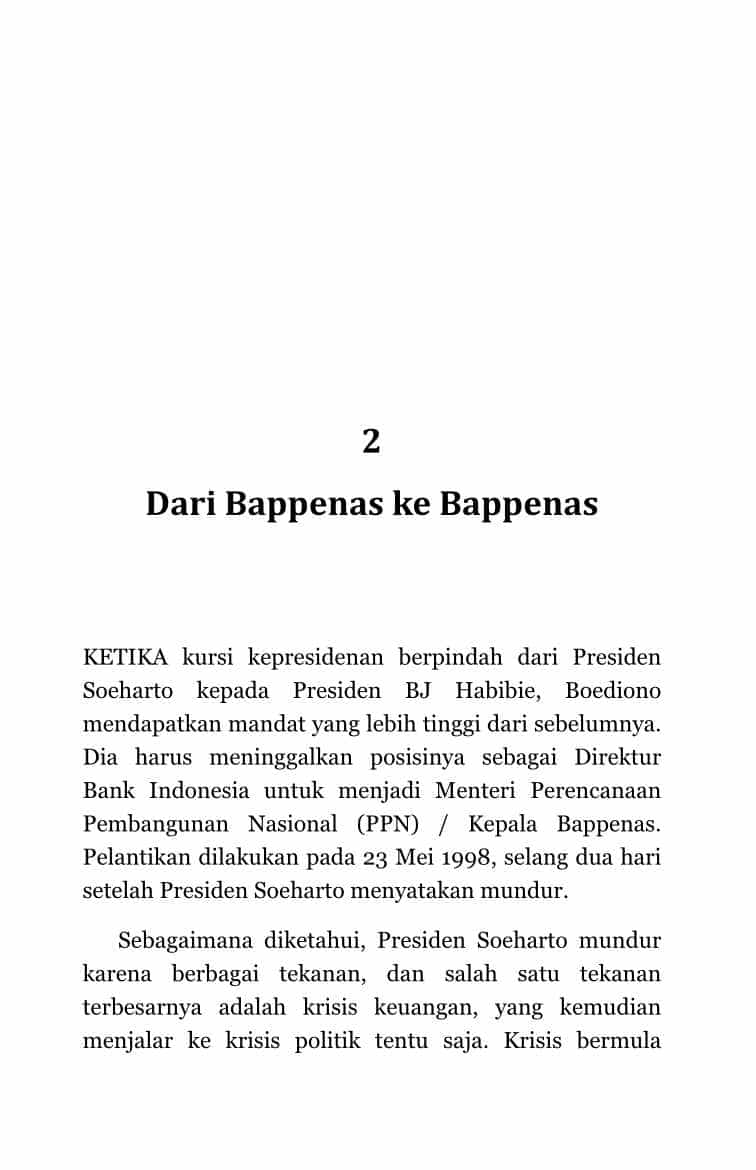 2
Dari Bappenas ke Bappenas
KETIKA kursi kepresidenan berpindah dari Presiden
Soeharto kepada Presiden BJ Habibie, Boediono
mendapatkan mandat yang lebih tinggi dari sebelumnya.
Dia harus meninggalkan posisinya sebagai Direktur
Bank Indonesia untuk menjadi Menteri Perencanaan
Pembangunan Nasional (PPN) / Kepala Bappenas.
Pelantikan dilakukan pada 23 Mei 1998, selang dua hari
setelah Presiden Soeharto menyatakan mundur.
Sebagaimana diketahui, Presiden Soeharto mundur
karena berbagai tekanan, dan salah satu tekanan
terbesarnya adalah krisis keuangan, yang kemudian
menjalar ke krisis politik tentu saja. Krisis bermula